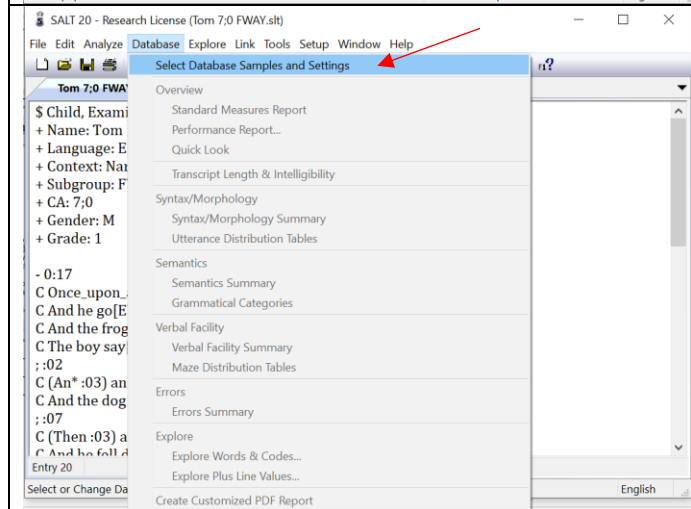 SALT 20 - Research License (Tom 7;0 FWAY.slt)
File Edit Analyze Database Explore Link Tools Setup Window Help
Select Database Samples and Settings
Tom 7;0 FWA
Overview
$ Child, Exami
Standard Measures Report
+ Name: Tom
Performance Report...
+ Language: E
Quick Look
+ Context: Nar
+ Subgroup: F
Transcript Length & Intelligibility
+ CA: 7;0
Syntax/Morphology
+ Gender: M
Syntax/Morphology Summary
+ Grade: 1
Utterance Distribution Tables
Semantics
- 0:17
Semantics Summary
C Once_upon_
Grammatical Categories
C And he go[E
C And the frog
Verbal Facility
C The boy say[
Verbal Facility Summary
; :02
Maze Distribution Tables
C (An* :03) an
Errors
C And the dog
Errors Summary
; :07
C (Then :03) a
Explore
C And he fell d
Explore Words & Codes...
Entry 20
Explore Plus Line Values...
Select or Change Da
English
Create Customized PDF Report